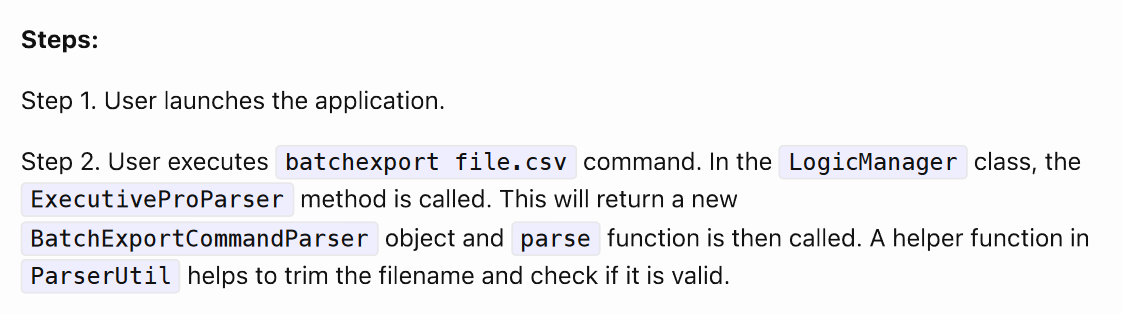 Steps:
Step 1. User launches the application.
Step 2. User executes batchexport file.csv command. In the LogicManager class, the
ExecutiveProParser method is called. This will return a new
BatchExportCommandParser object and parse function is then called. A helper function in
ParserUtil helps to trim the filename and check if it is valid.